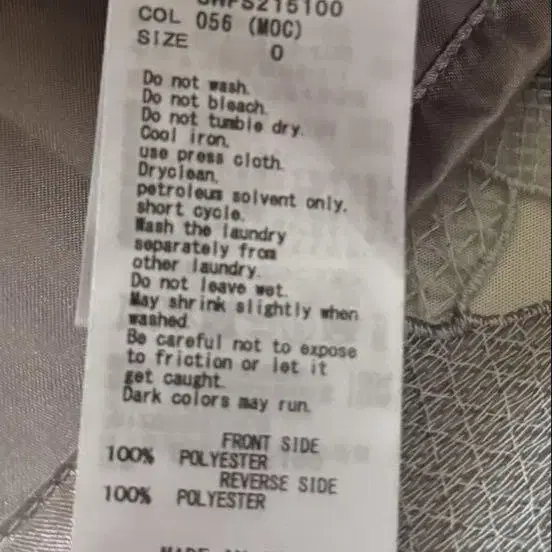 COL 056 (MOC)
SIZE 0
Do not wash.
Do not bleach.
Do not tumble dry.
Cool iron.
use press cloth.
Dryclean,
petroleum solvent only.
short cycle.
Wash the laundry
separately from
other laundry.
Do not leave wet.
May shrink slightly when
washed.
Be careful not to expose
to friction or let it
get caught.
Dark colors may run.
FRONT SIDE
100% POLYESTER
REVERSE SIDE
100% POLYESTER